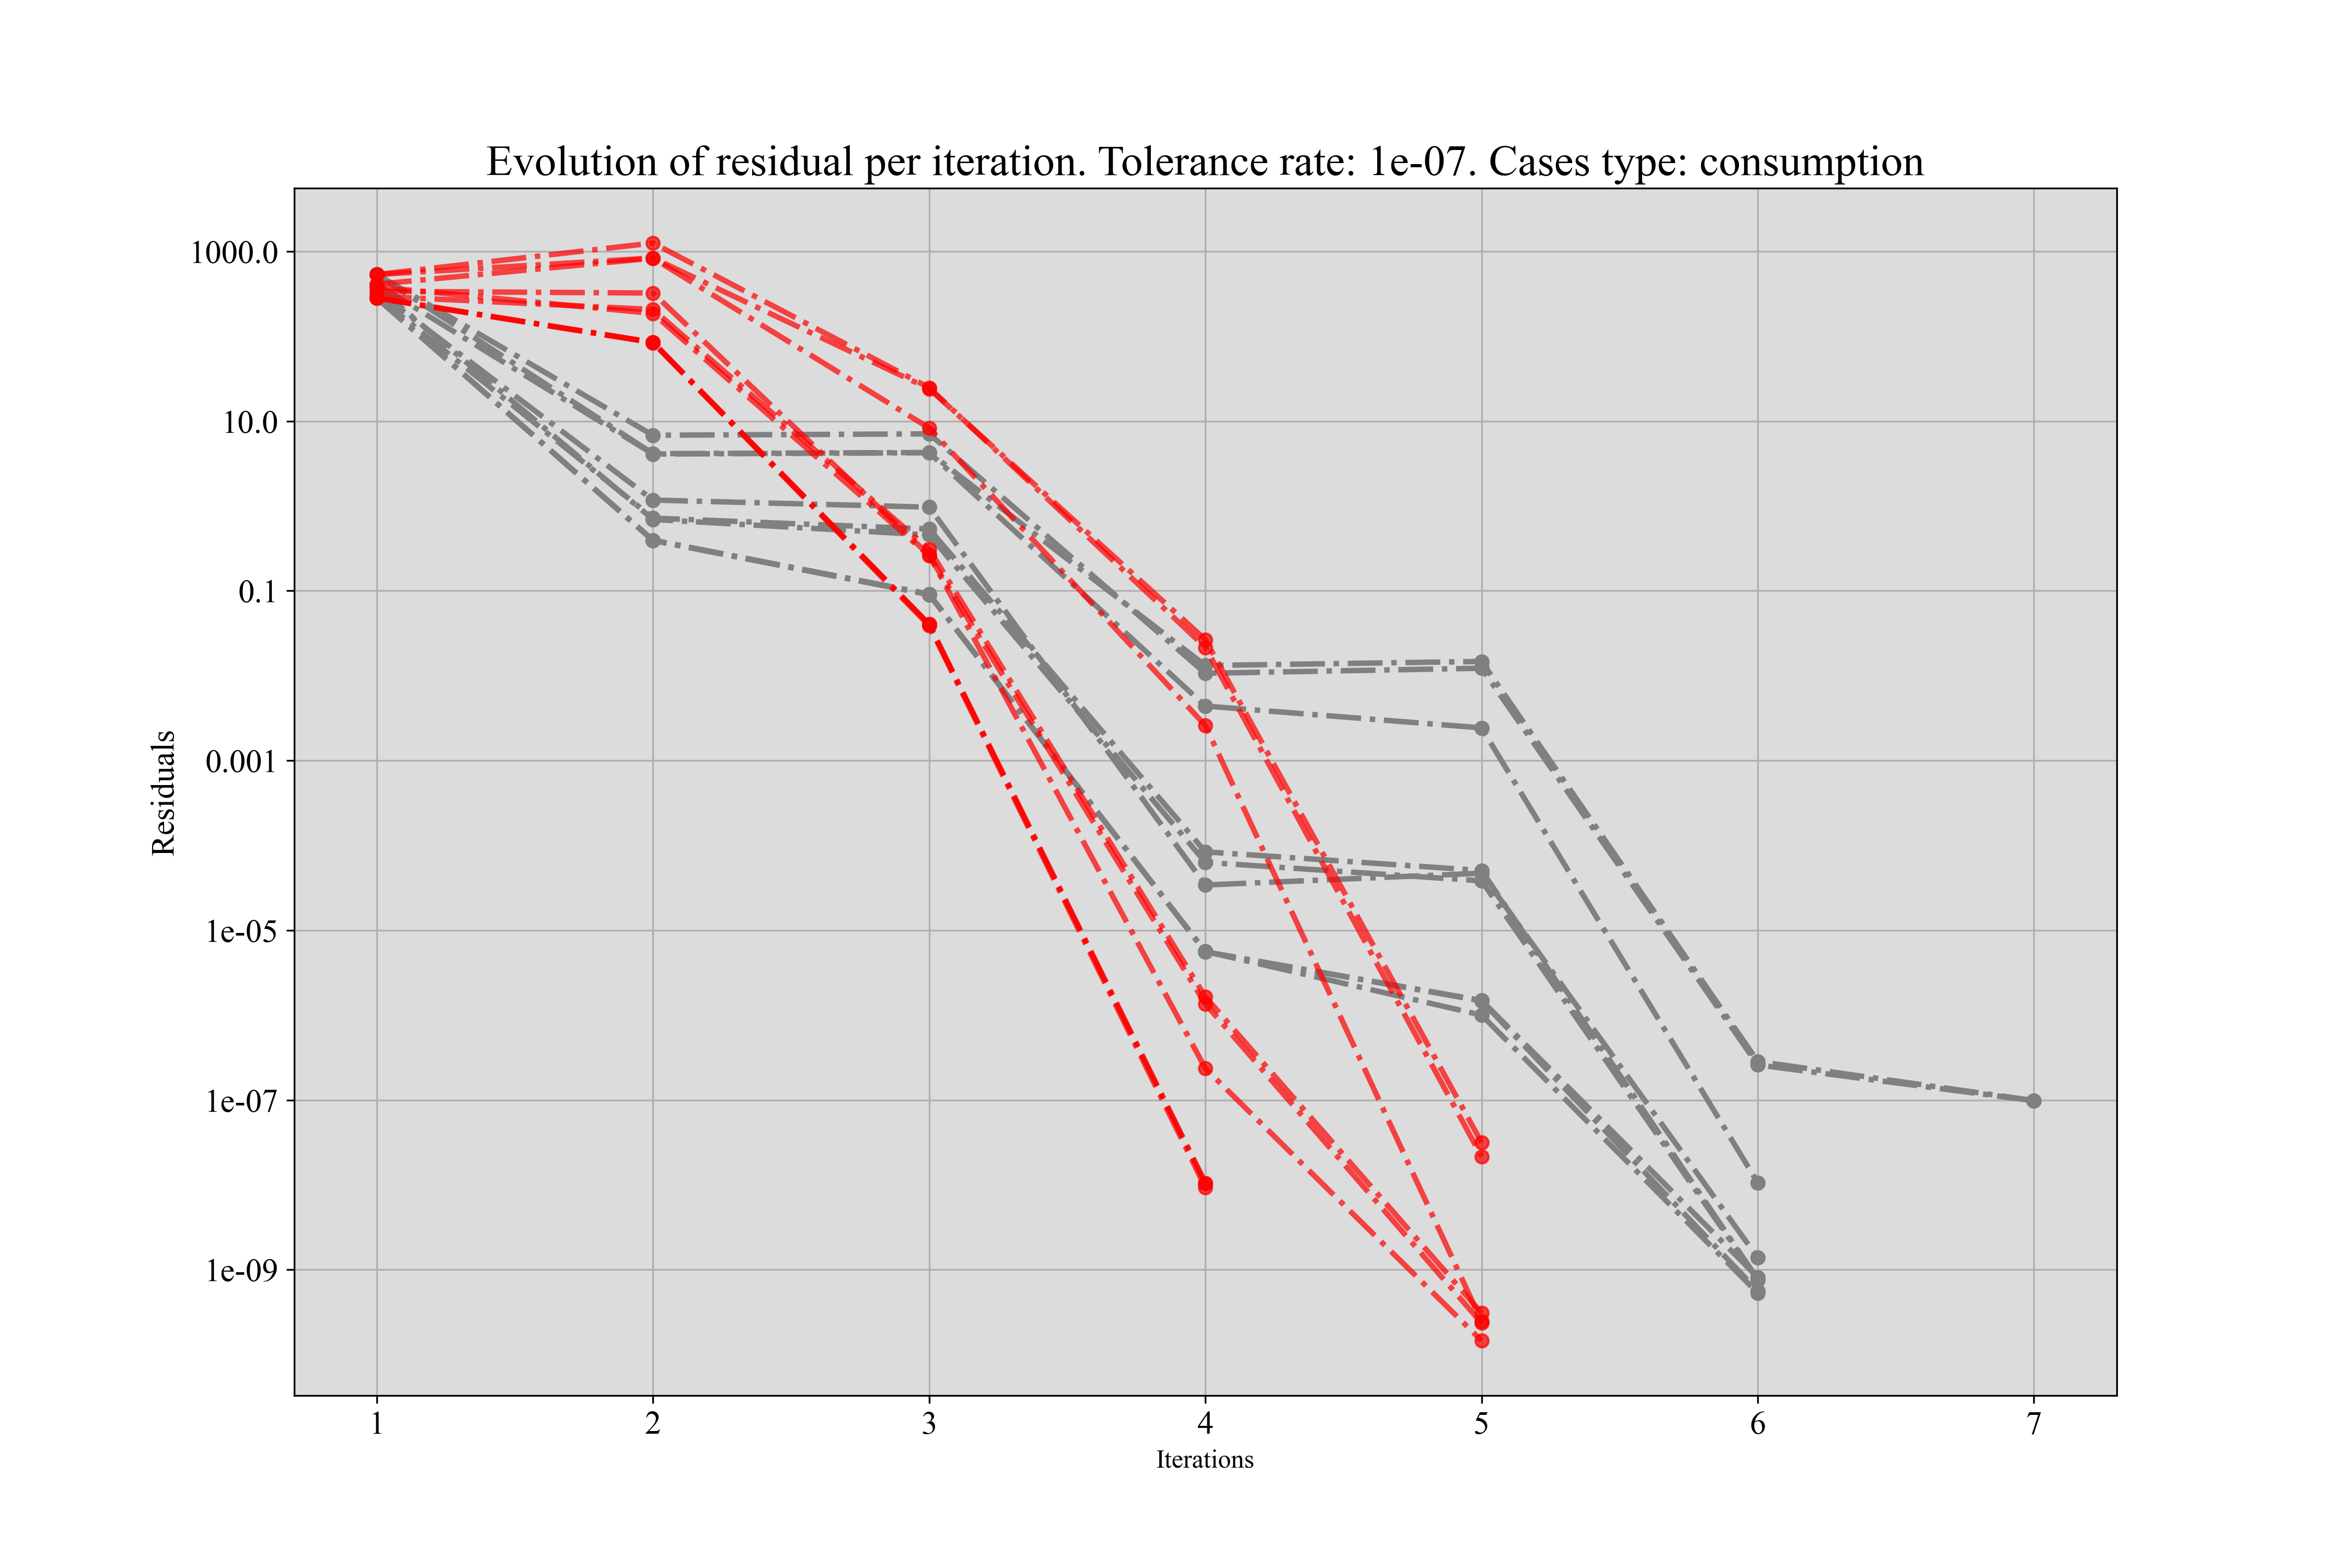 Evolution of residual per iteration. Tolerance rate: 1e-07. Cases type: consumption
1000.0
10.0
0.1
0.001
1e-05
1e-07
1e-09
Residuals
1 2 3 4 5 6 7
Iterations